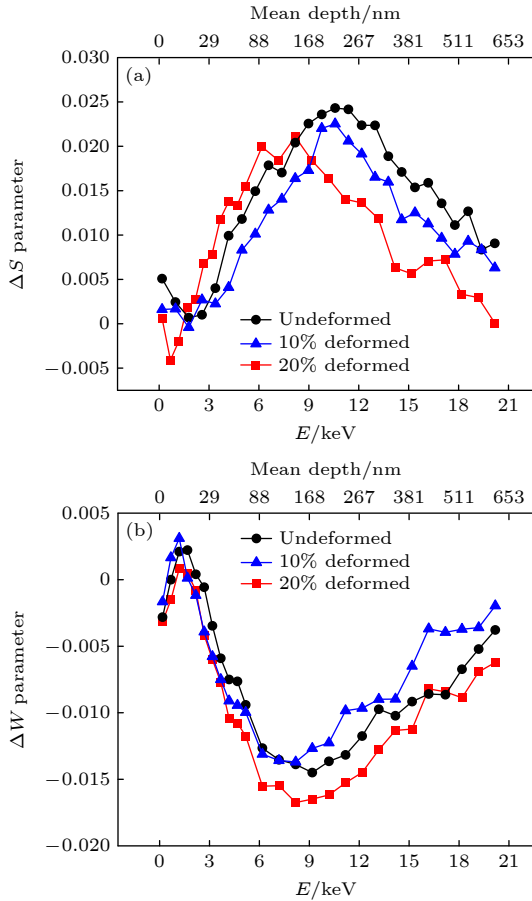 Mean depth/nm
0 29 88 168 267 381 511 653
(a)
0.030
0.025
0.020
0.015
0.010
0.005
0
−0.005
ΔS parameter
Undeformed
10% deformed
20% deformed
0 3 6 9 12 15 18 21
E/keV
Mean depth/nm
0 29 88 168 267 381 511 653
(b)
0.005
0
−0.005
−0.010
−0.015
−0.020
ΔW parameter
Undeformed
10% deformed
20% deformed
0 3 6 9 12 15 18 21
E/keV